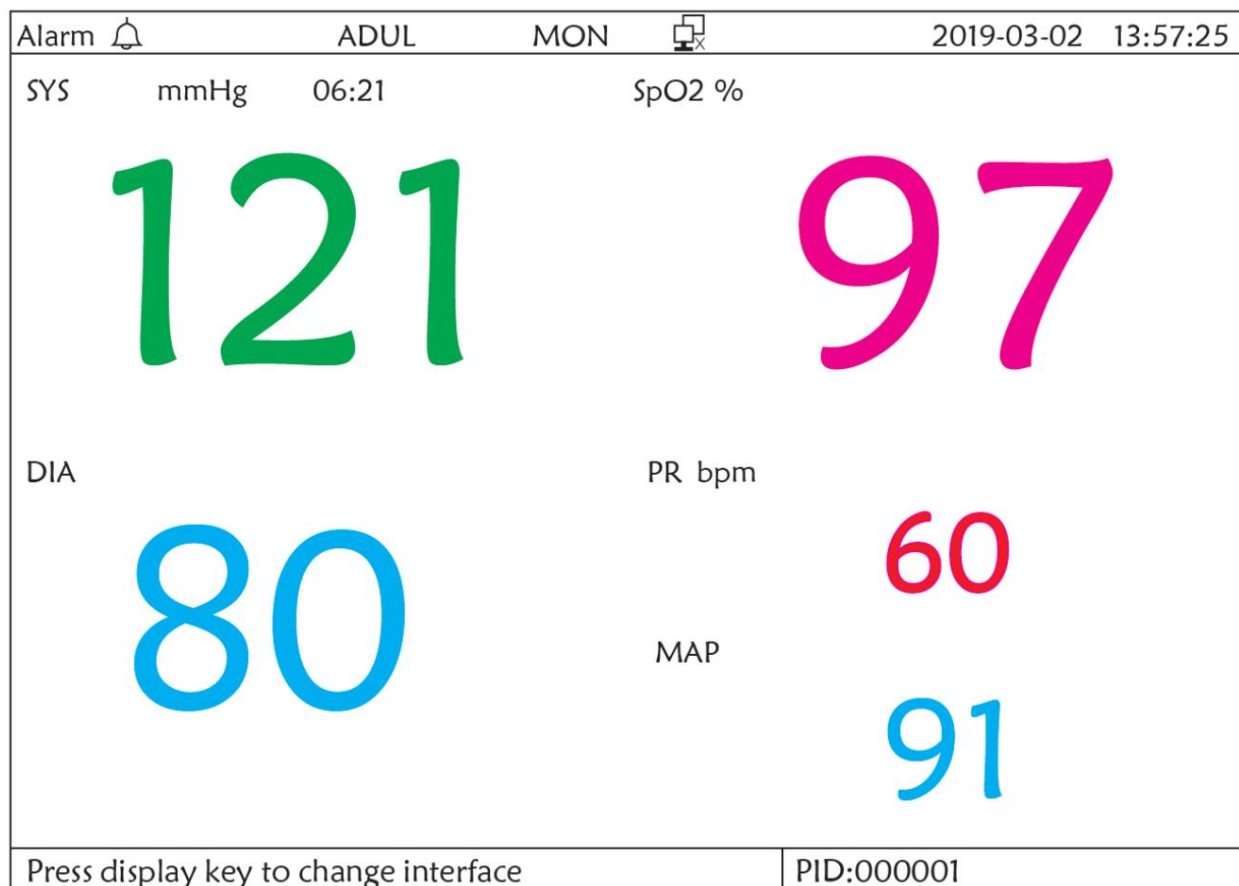 Alarm ADUL MON 2019-03-02 13:57:25
SYS mmHg 06:21 SpO2 %
121 97
DIA PR bpm
80 60
MAP
91
Press display key to change interface PID:000001